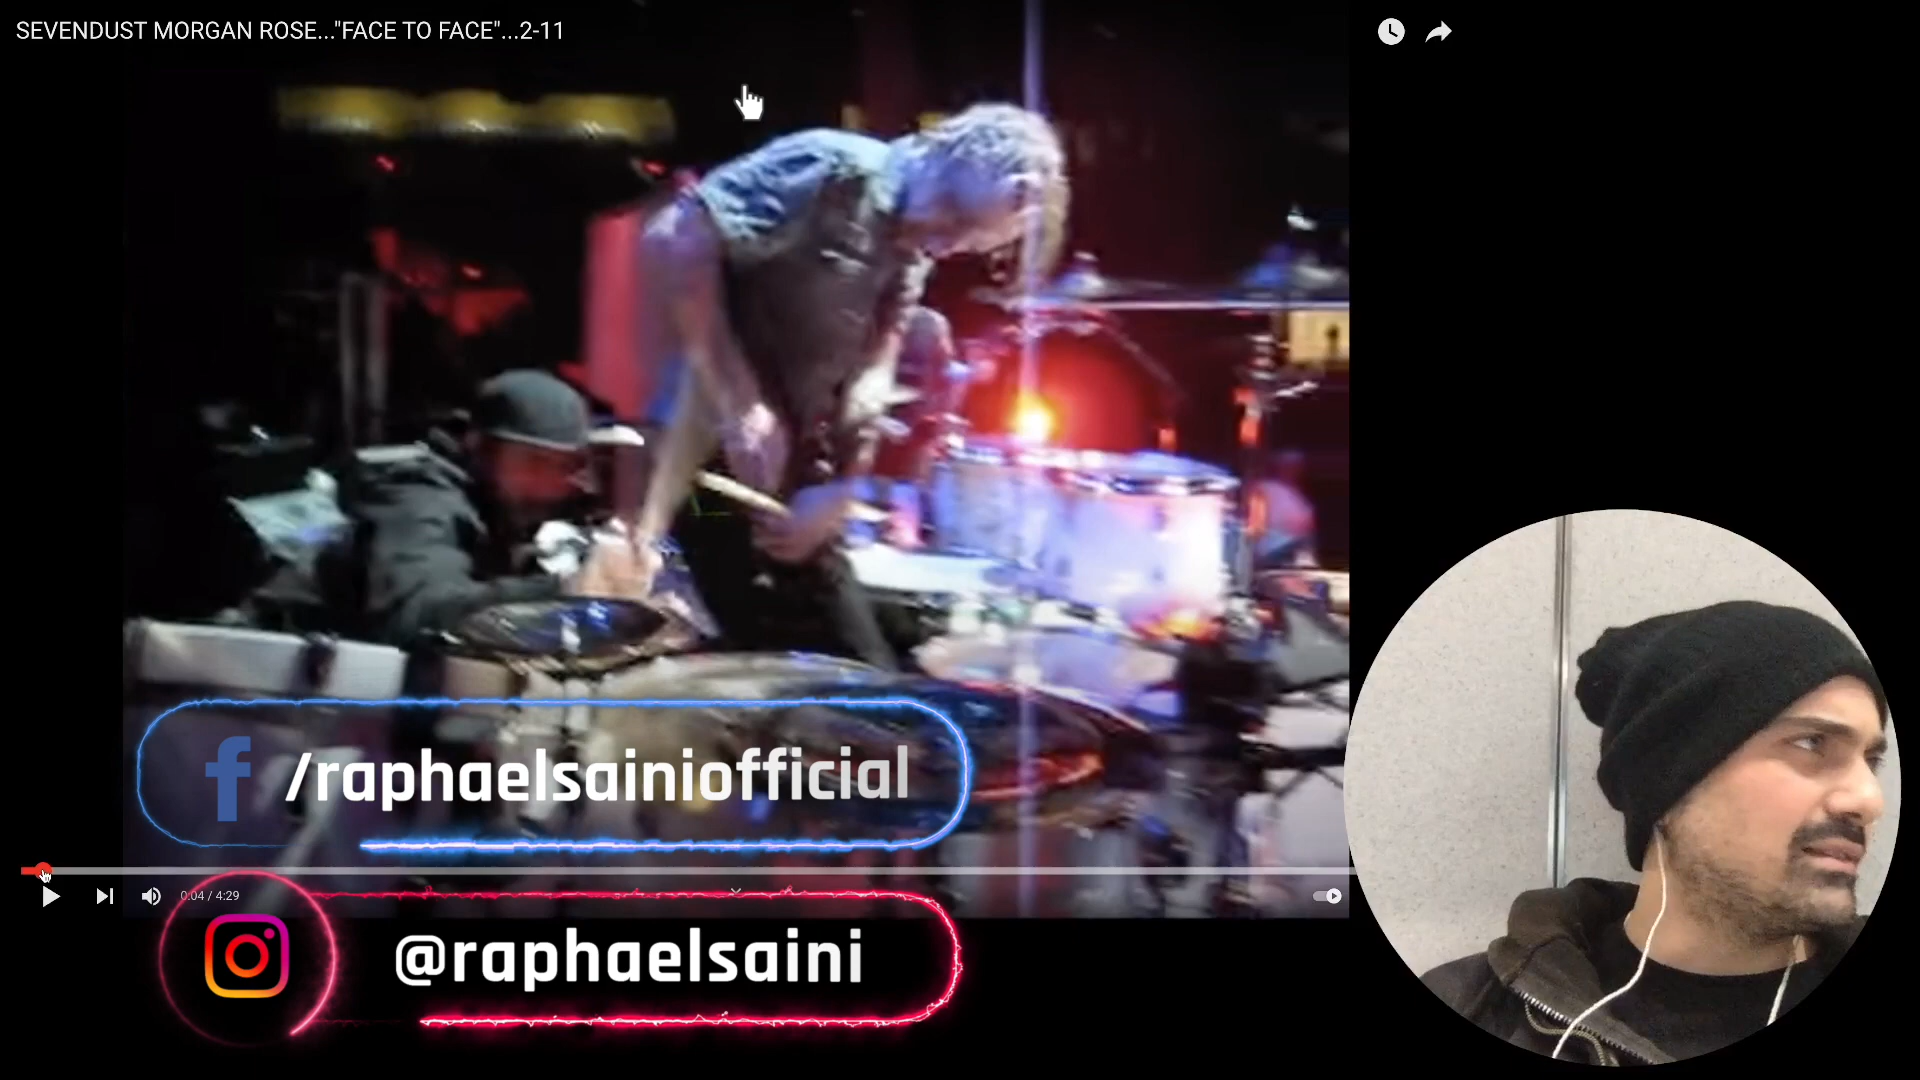 SEVENDUST MORGAN ROSE..."FACE TO FACE"...2-11
/raphaelsainiofficial
0:04 / 4:29
@raphaelsaini